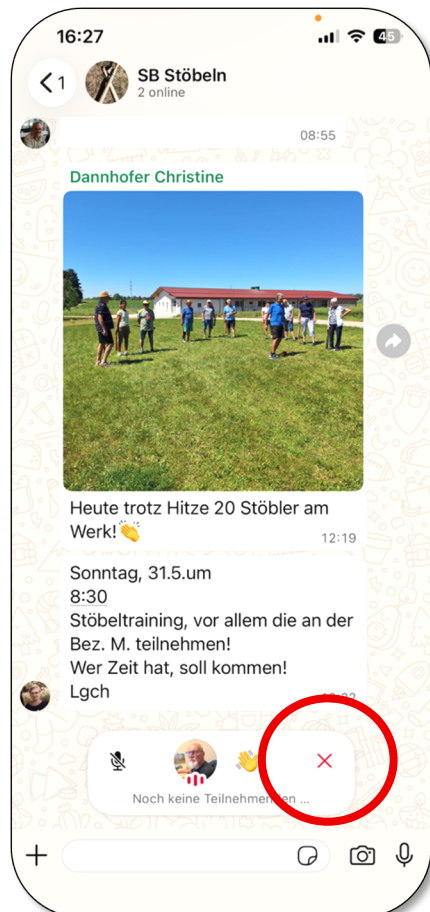 16:27
45
1
SB Stöbeln
2 online
08:55
Dannhofer Christine
Heute trotz Hitze 20 Stöbler am
Werk!👏
12:19
Sonntag, 31.5.um
8:30
Stöbeltraining, vor allem die an der
Bez. M. teilnehmen!
Wer Zeit hat, soll kommen!
Lgch
Noch keine Teilnehmenden ...